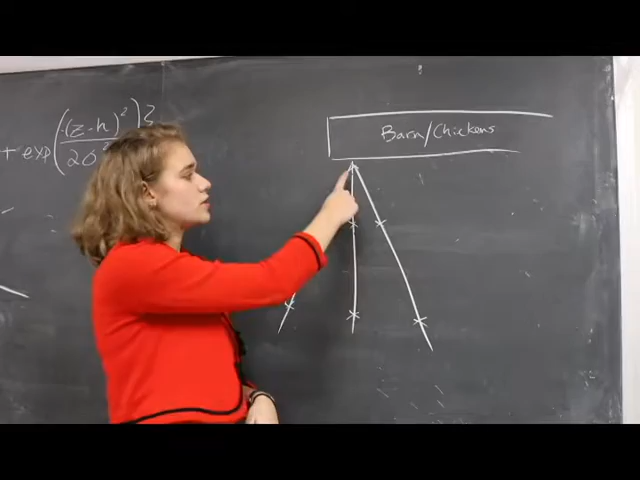 + exp((z-h)²/2σ²)}
Barn/Chickens